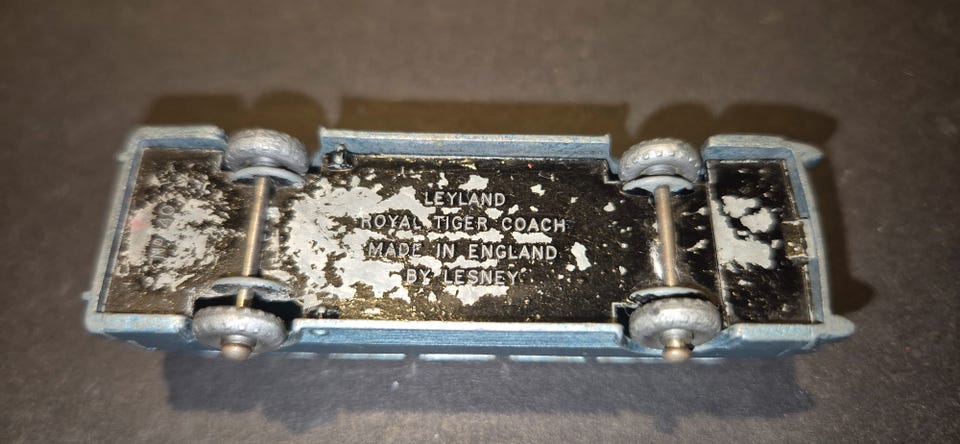 LEYLAND
ROYAL TIGER COACH
MADE IN ENGLAND
BY LESNEY